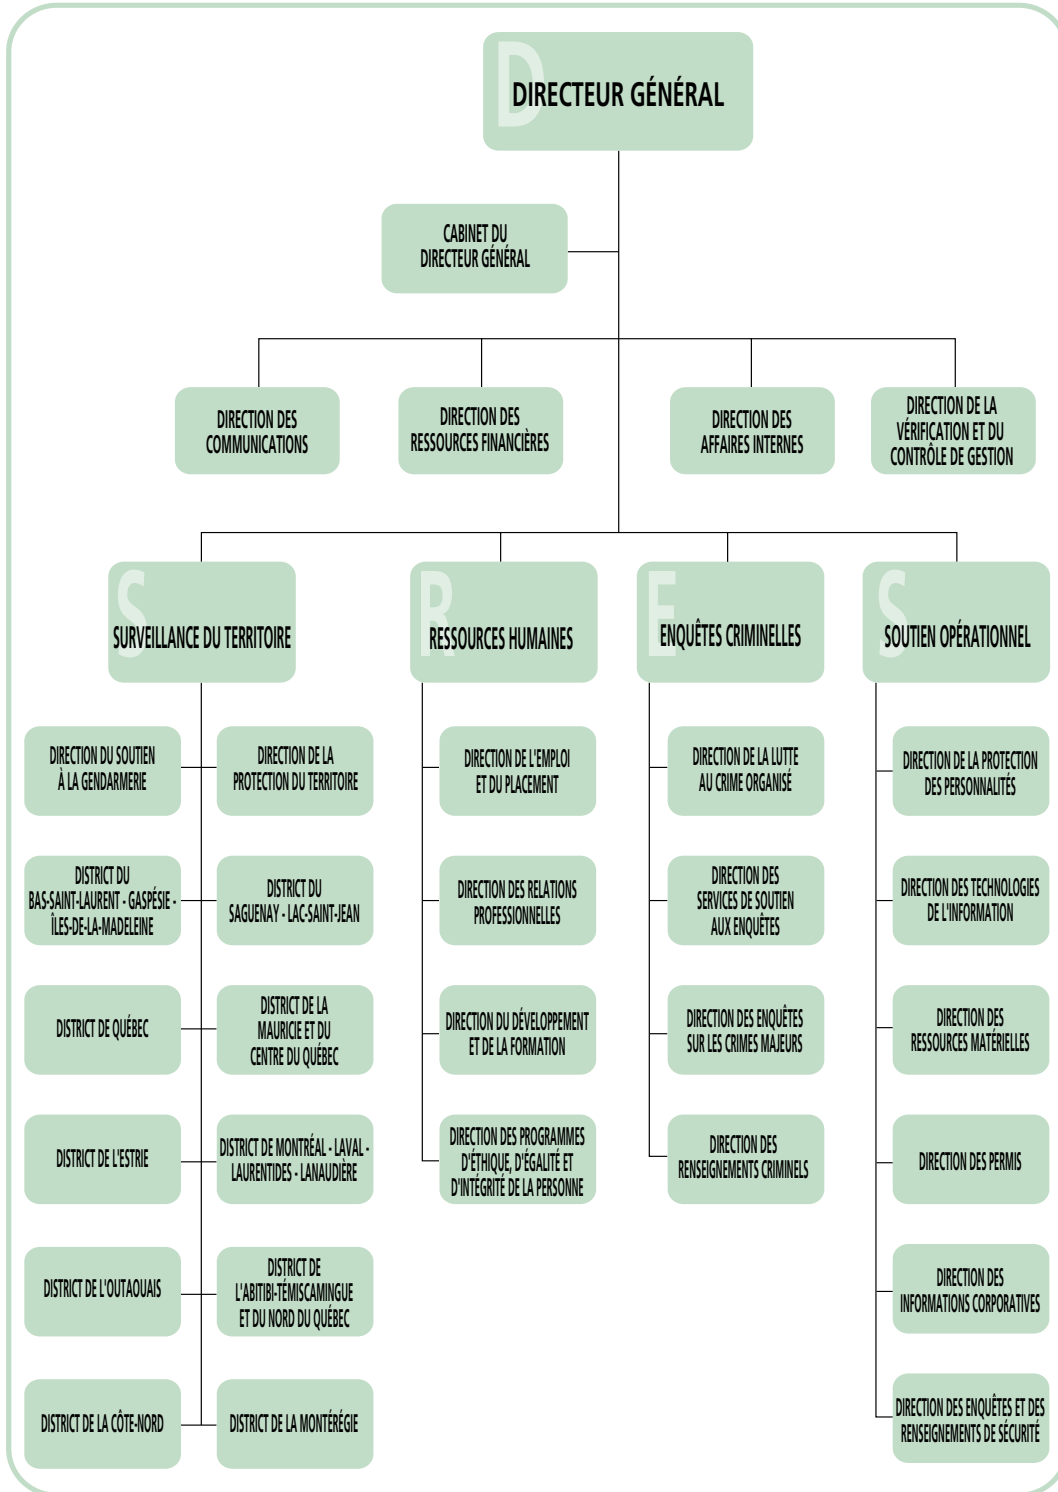 DIRECTEUR GÉNÉRAL
CABINET DU
DIRECTEUR GÉNÉRAL
DIRECTION DES
COMMUNICATIONS
DIRECTION DES
RESSOURCES FINANCIÈRES
DIRECTION DES
AFFAIRES INTERNES
DIRECTION DE LA
VÉRIFICATION ET DU
CONTRÔLE DE GESTION
SURVEILLANCE DU TERRITOIRE
RESSOURCES HUMAINES
ENQUÊTES CRIMINELLES
SOUTIEN OPÉRATIONNEL
DIRECTION DU SOUTIEN
À LA GENDARMERIE
DIRECTION DE LA
PROTECTION DU TERRITOIRE
DISTRICT DU
BAS-SAINT-LAURENT - GASPÉSIE -
ÎLES-DE-LA-MADELEINE
DISTRICT DU
SAGUENAY - LAC-SAINT-JEAN
DISTRICT DE QUÉBEC
DISTRICT DE LA
MAURICIE ET DU
CENTRE DU QUÉBEC
DISTRICT DE L'ESTRIE
DISTRICT DE MONTRÉAL - LAVAL -
LAURENTIDES - LANAUDIÈRE
DISTRICT DE L'OUTAOUAIS
DISTRICT DE
L'ABITIBI-TÉMISCAMINGUE
ET DU NORD DU QUÉBEC
DISTRICT DE LA CÔTE-NORD
DISTRICT DE LA MONTÉRÉGIE
DIRECTION DE L'EMPLOI
ET DU PLACEMENT
DIRECTION DES RELATIONS
PROFESSIONNELLES
DIRECTION DU DÉVELOPPEMENT
ET DE LA FORMATION
DIRECTION DES PROGRAMMES
D'ÉTHIQUE, D'ÉGALITÉ ET
D'INTÉGRITÉ DE LA PERSONNE
DIRECTION DE LA LUTTE
AU CRIME ORGANISÉ
DIRECTION DES
SERVICES DE SOUTIEN
AUX ENQUÊTES
DIRECTION DES ENQUÊTES
SUR LES CRIMES MAJEURS
DIRECTION DES
RENSEIGNEMENTS CRIMINELS
DIRECTION DE LA PROTECTION
DES PERSONNALITÉS
DIRECTION DES TECHNOLOGIES
DE L'INFORMATION
DIRECTION DES
RESSOURCES MATÉRIELLES
DIRECTION DES PERMIS
DIRECTION DES
INFORMATIONS CORPORATIVES
DIRECTION DES ENQUÊTES ET DES
RENSEIGNEMENTS DE SÉCURITÉ